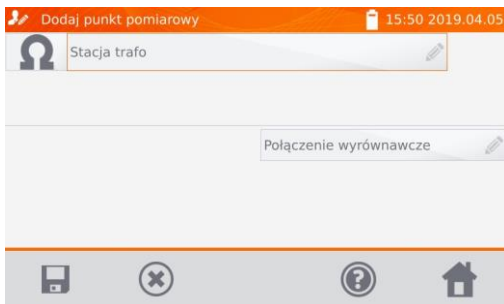 Dodaj punkt pomiarowy 15:50 2019.04.05
Ω Stacja trafo
Połączenie wyrównawcze
?